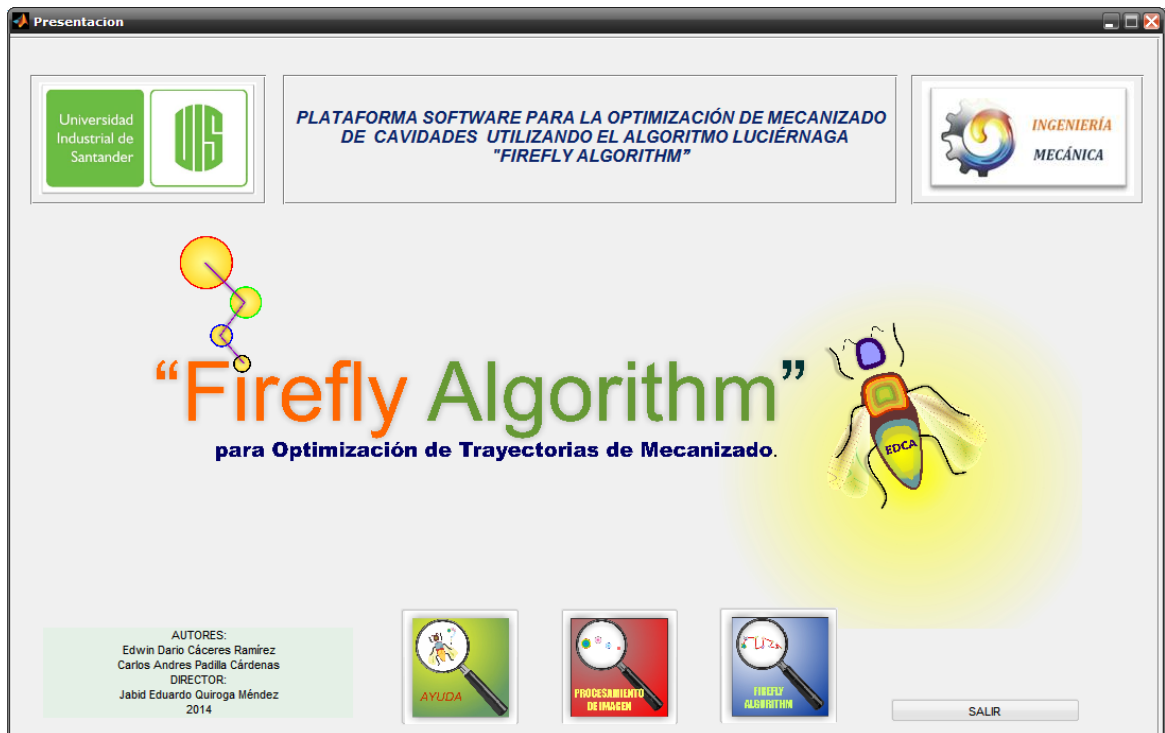 Presentacion
Universidad
Industrial de
Santander
UIS
PLATAFORMA SOFTWARE PARA LA OPTIMIZACIÓN DE MECANIZADO
DE CAVIDADES UTILIZANDO EL ALGORITMO LUCIÉRNAGA
"FIREFLY ALGORITHM”
INGENIERÍA
MECÁNICA
“Firefly Algorithm”
para Optimización de Trayectorias de Mecanizado.
EDCA
AUTORES:
Edwin Dario Cáceres Ramírez
Carlos Andres Padilla Cárdenas
DIRECTOR:
Jabid Eduardo Quiroga Méndez
2014
AYUDA
PROCESAMIENTO
DE IMAGEN
FIREFLY
ALGORITHM
SALIR